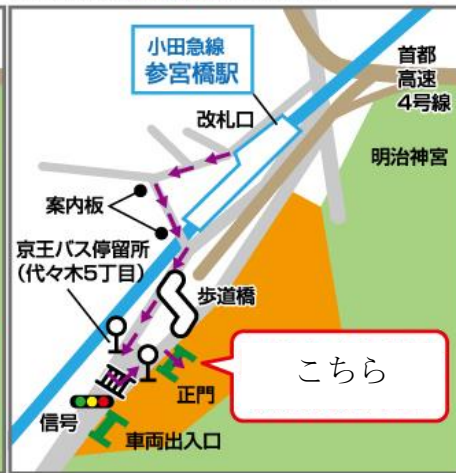 小田急線
参宮橋駅
首都
高速
4号線
改札口
明治神宮
案内板
京王バス停留所
(代々木5丁目)
歩道橋
こちら
正門
信号
車両出入口